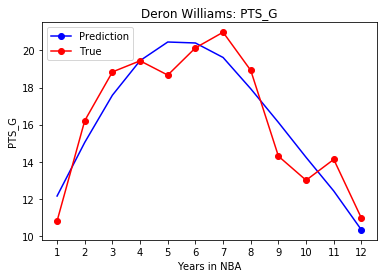 Deron Williams: PTS_G
Prediction
True
PTS_G
20
18
16
14
12
10
1 2 3 4 5 6 7 8 9 10 11 12
Years in NBA